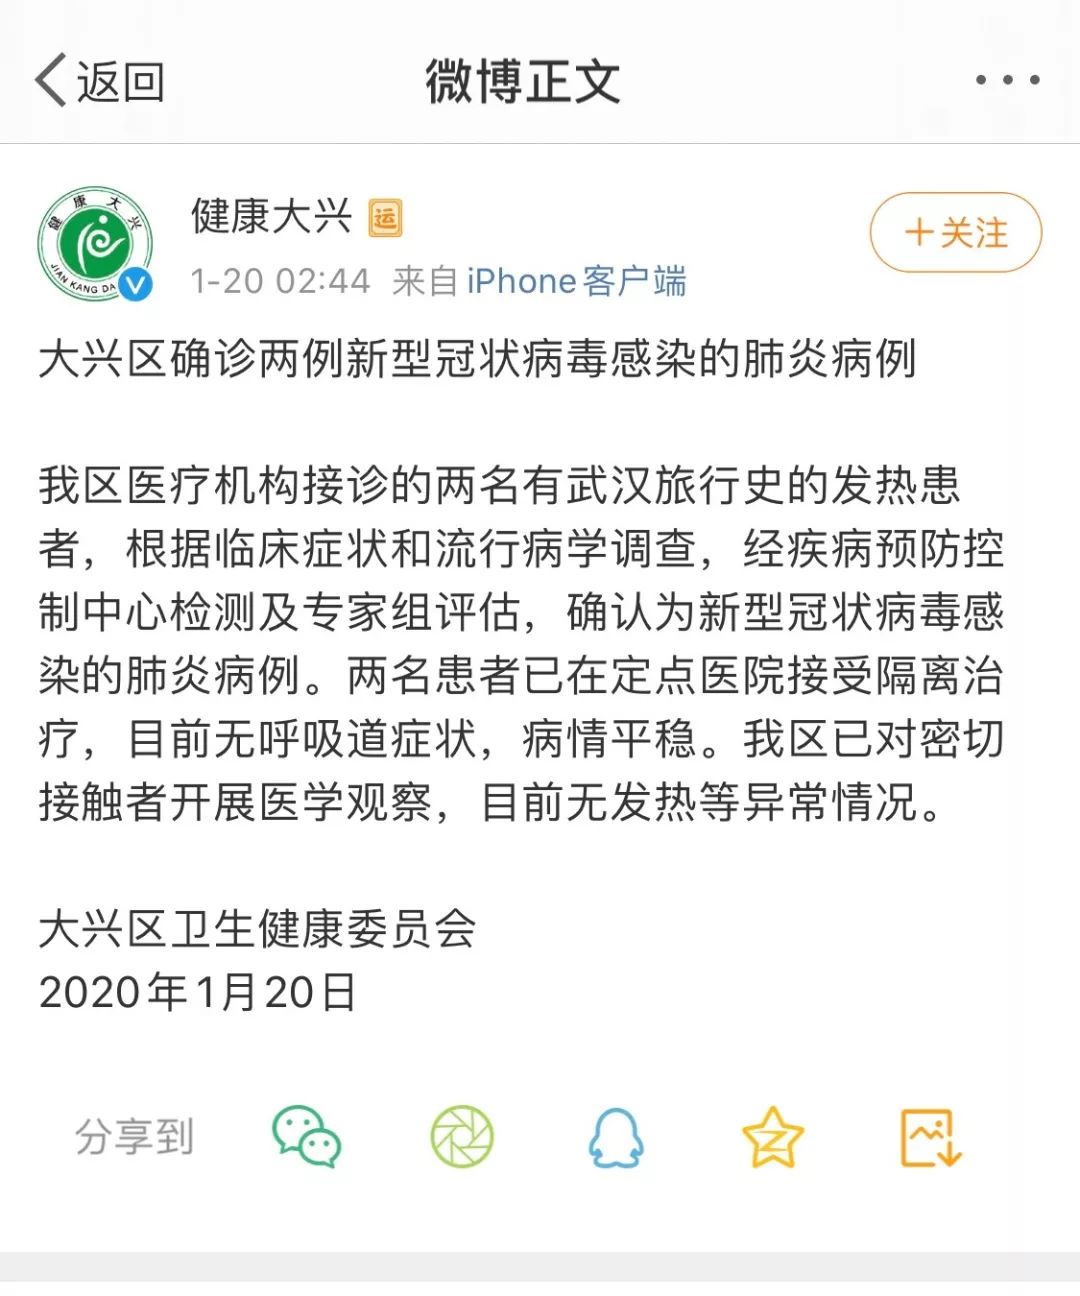 返回
微博正文
健康大兴
运
健康大兴
JIAN KANG DA
V
1-20 02:44 来自 iPhone客户端
+关注
大兴区确诊两例新型冠状病毒感染的肺炎病例
我区医疗机构接诊的两名有武汉旅行史的发热患
者，根据临床症状和流行病学调查，经疾病预防控
制中心检测及专家组评估，确认为新型冠状病毒感
染的肺炎病例。两名患者已在定点医院接受隔离治
疗，目前无呼吸道症状，病情平稳。我区已对密切
接触者开展医学观察，目前无发热等异常情况。
大兴区卫生健康委员会
2020年1月20日
分享到